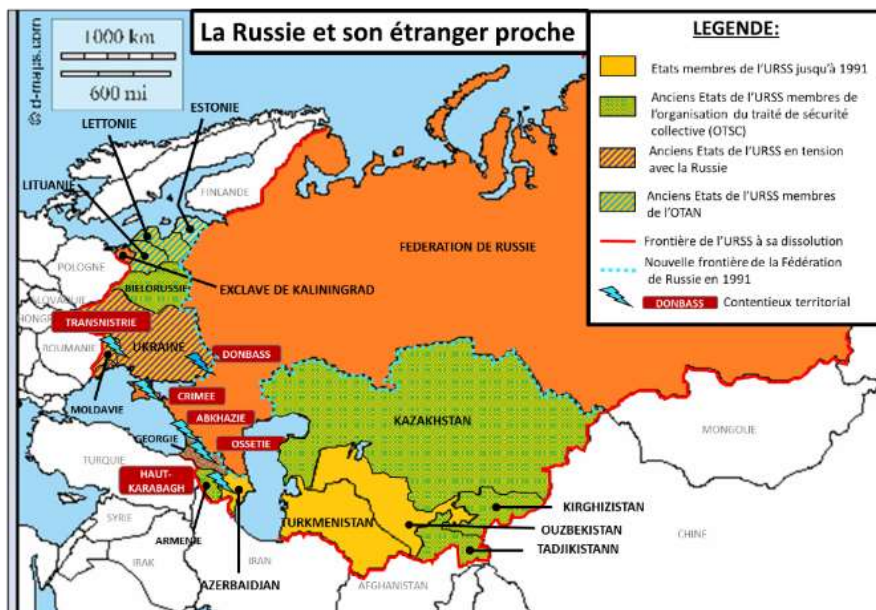 La Russie et son étranger proche
© d-maps.com
1000 km
600 mi
LEGENDE:
Etats membres de l'URSS jusqu'à 1991
Anciens Etats de l'URSS membres de
l'organisation du traité de sécurité
collective (OTSC)
Anciens Etats de l'URSS en tension
avec la Russie
Anciens Etats de l'URSS membres
de l'OTAN
Frontière de l'URSS à sa dissolution
Nouvelle frontière de la Fédération
de Russie en 1991
DONBASS Contentieux territorial
ESTONIE
LETTONIE
LITUANIE
FINLANDE
FEDERATION DE RUSSIE
POLOGNE
BIELORUSSIE
EXCLAVE DE KALININGRAD
SLOVAQUIE
HONGR
TRANSNISTRIE
UKRAINE
ROUMANIE
DONBASS
MOLDAVIE
CRIMEE
KAZAKHSTAN
ABKHAZIE
GEORGIE
OSSETIE
MONGOLIE
TURQUIE
HAUT-
KARABAGH
KIRGHIZISTAN
TURKMENISTAN
OUZBEKISTAN
SYRIE
ARMENIE
TADJIKISTANN
CHINE
IRAK
IRAN
AZERBAIDJAN
AFGHANISTAN